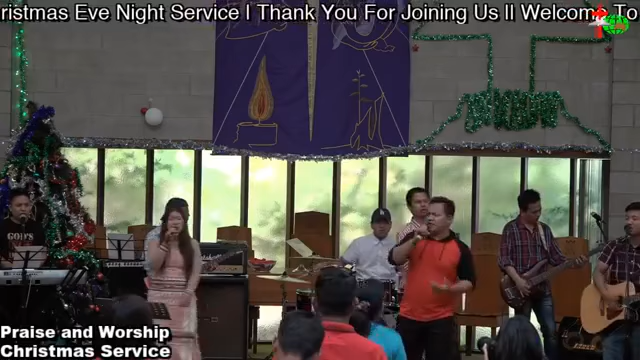 ristmas Eve Night Service I Thank You For Joining Us II Welcome To
Praise and Worship
Christmas Service